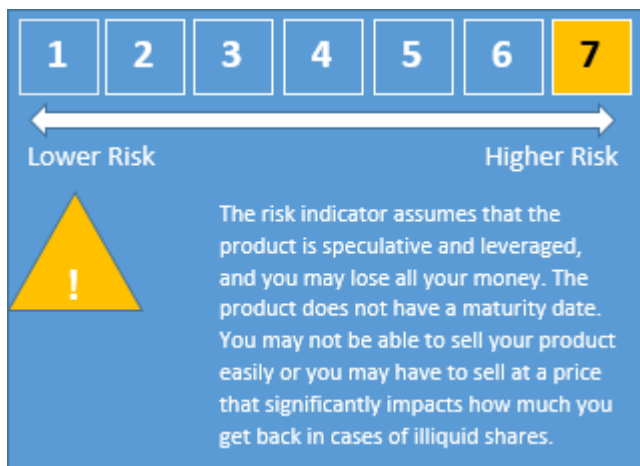 1 2 3 4 5 6 7
Lower Risk Higher Risk
!
The risk indicator assumes that the
product is speculative and leveraged,
and you may lose all your money. The
product does not have a maturity date.
You may not be able to sell your product
easily or you may have to sell at a price
that significantly impacts how much you
get back in cases of illiquid shares.